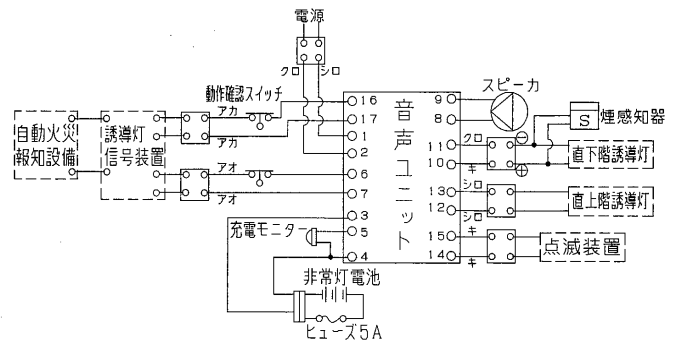 電源
クロ シロ
動作確認スイッチ
アカ
アカ
自動火災
報知設備
誘導灯
信号装置
アオ
アオ
充電モニター
非常灯電池
ヒューズ5A
16
17
1
2
6
7
3
5
4
音声ユニット
9
8
11
10
13
12
15
14
スピーカ
クロ
キ
⊖
⊕
S 煙感知器
直下階誘導灯
シロ
シロ
直上階誘導灯
キ
キ
点滅装置